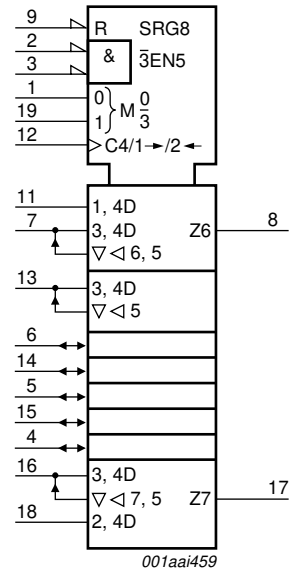 9 R SRG8
2 & 3̅EN5
3
1 0 } M 0/3
19 1
12 C4/1→/2←
11 1, 4D
7 3, 4D Z6 8
▽ ◁ 6, 5
13 3, 4D
▽ ◁ 5
6
14
5
15
4
16 3, 4D
▽ ◁ 7, 5 Z7 17
18 2, 4D
001aai459